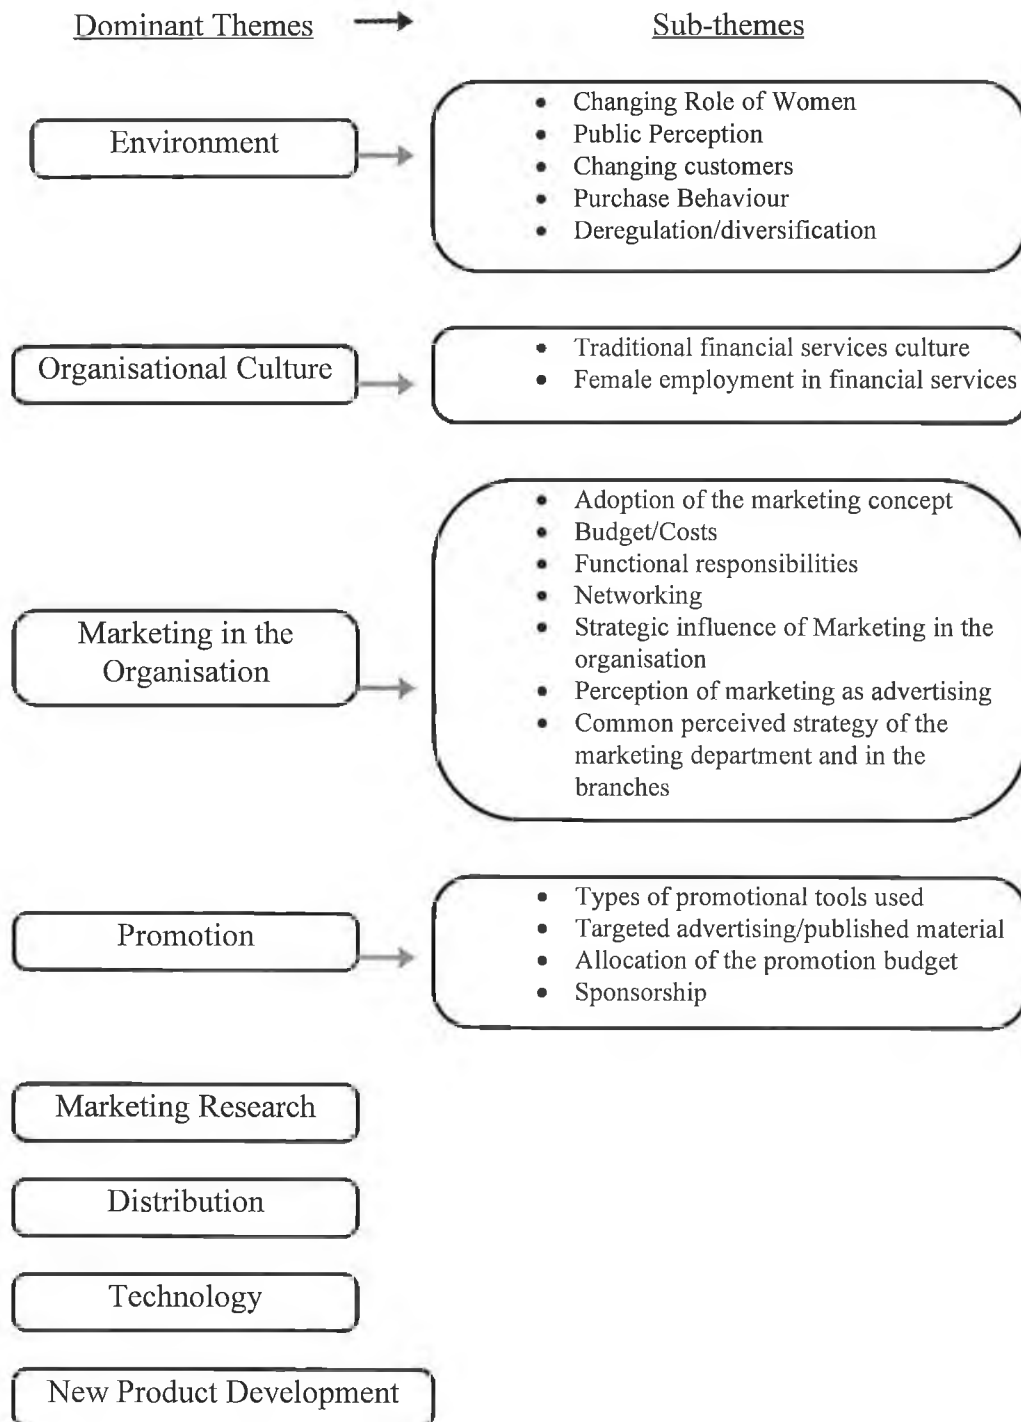 Dominant Themes
Sub-themes
Environment
• Changing Role of Women
• Public Perception
• Changing customers
• Purchase Behaviour
• Deregulation/diversification
Organisational Culture
• Traditional financial services culture
• Female employment in financial services
Marketing in the
Organisation
• Adoption of the marketing concept
• Budget/Costs
• Functional responsibilities
• Networking
• Strategic influence of Marketing in the
organisation
• Perception of marketing as advertising
• Common perceived strategy of the
marketing department and in the
branches
Promotion
• Types of promotional tools used
• Targeted advertising/published material
• Allocation of the promotion budget
• Sponsorship
Marketing Research
Distribution
Technology
New Product Development